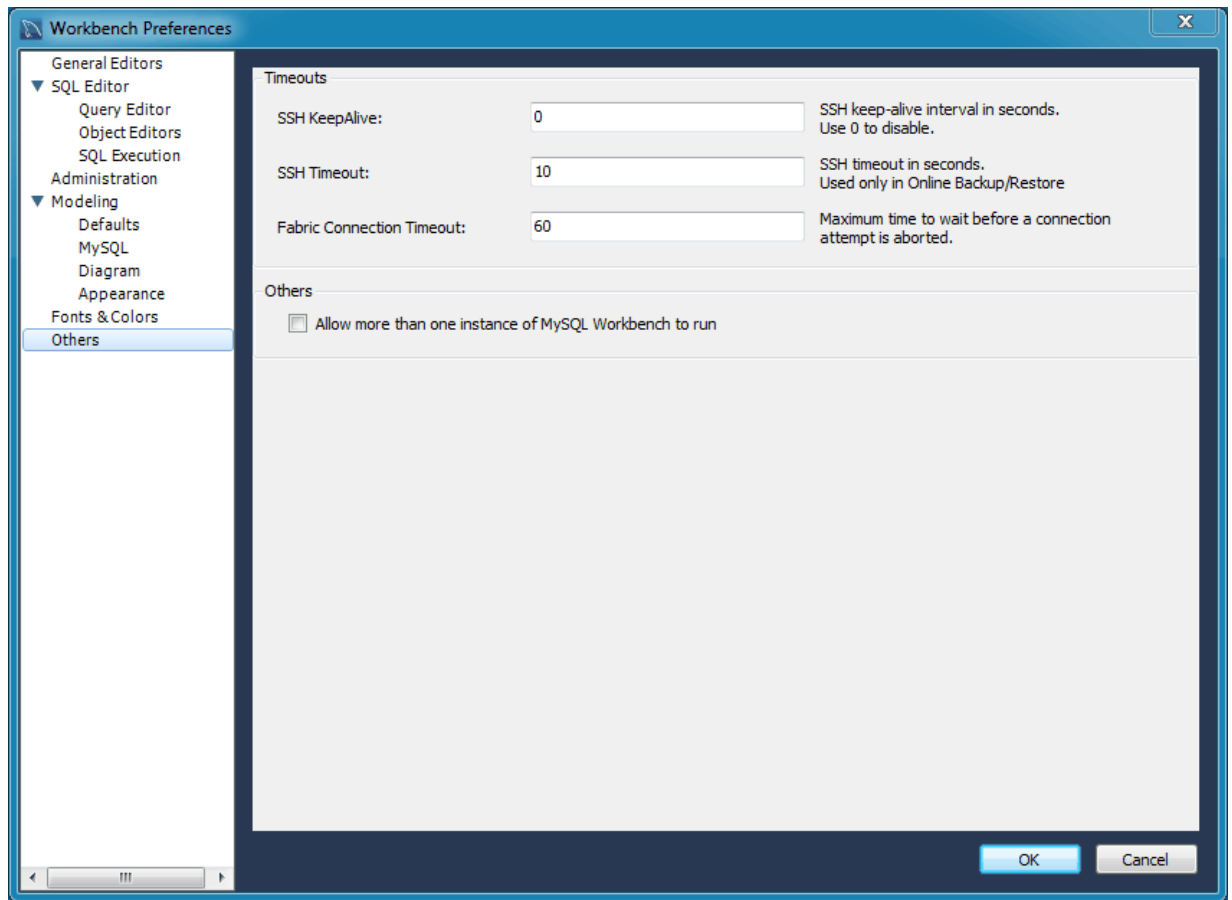 Workbench Preferences
General Editors
SQL Editor
Query Editor
Object Editors
SQL Execution
Administration
Modeling
Defaults
MySQL
Diagram
Appearance
Fonts & Colors
Others
Timeouts
SSH KeepAlive:
0
SSH keep-alive interval in seconds.
Use 0 to disable.
SSH Timeout:
10
SSH timeout in seconds.
Used only in Online Backup/Restore
Fabric Connection Timeout:
60
Maximum time to wait before a connection
attempt is aborted.
Others
Allow more than one instance of MySQL Workbench to run
OK
Cancel